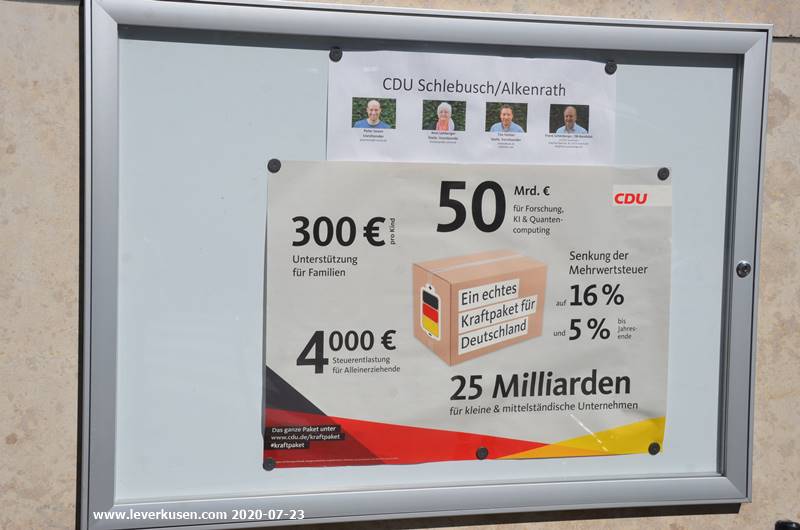 CDU Schlebusch/Alkenrath
50 Mrd. €
für Forschung,
KI & Quanten-
computing
CDU
300 € pro Kind
Unterstützung
für Familien
Ein echtes
Kraftpaket für
Deutschland
Senkung der
Mehrwertsteuer
auf 16 %
und 5 % bis
Jahres-
ende
4000 €
Steuerentlastung
für Alleinerziehende
25 Milliarden
für kleine & mittelständische Unternehmen
Das ganze Paket unter
www.cdu.de/kraftpaket
#kraftpaket
www.leverkusen.com 2020-07-23